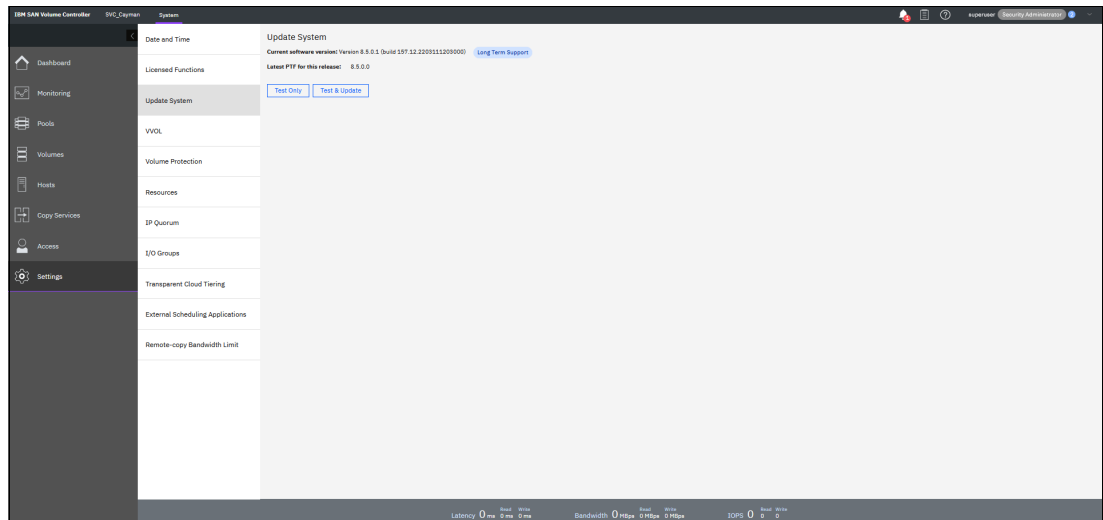 IBM SAN Volume Controller SVC_Cayman System superuser Security Administrator
Dashboard
Monitoring
Pools
Volumes
Hosts
Copy Services
Access
Settings
Date and Time
Licensed Functions
Update System
VVOL
Volume Protection
Resources
IP Quorum
I/O Groups
Transparent Cloud Tiering
External Scheduling Applications
Remote-copy Bandwidth Limit
Update System
Current software version: Version 8.5.0.1 (build 157.12.2203111203000) Long Term Support
Latest PTF for this release: 8.5.0.0
Test Only Test & Update
Read Write Read Write Read Write
Latency 0 ms 0 ms 0 ms Bandwidth 0 MBps 0 MBps 0 MBps IOPS 0 0 0